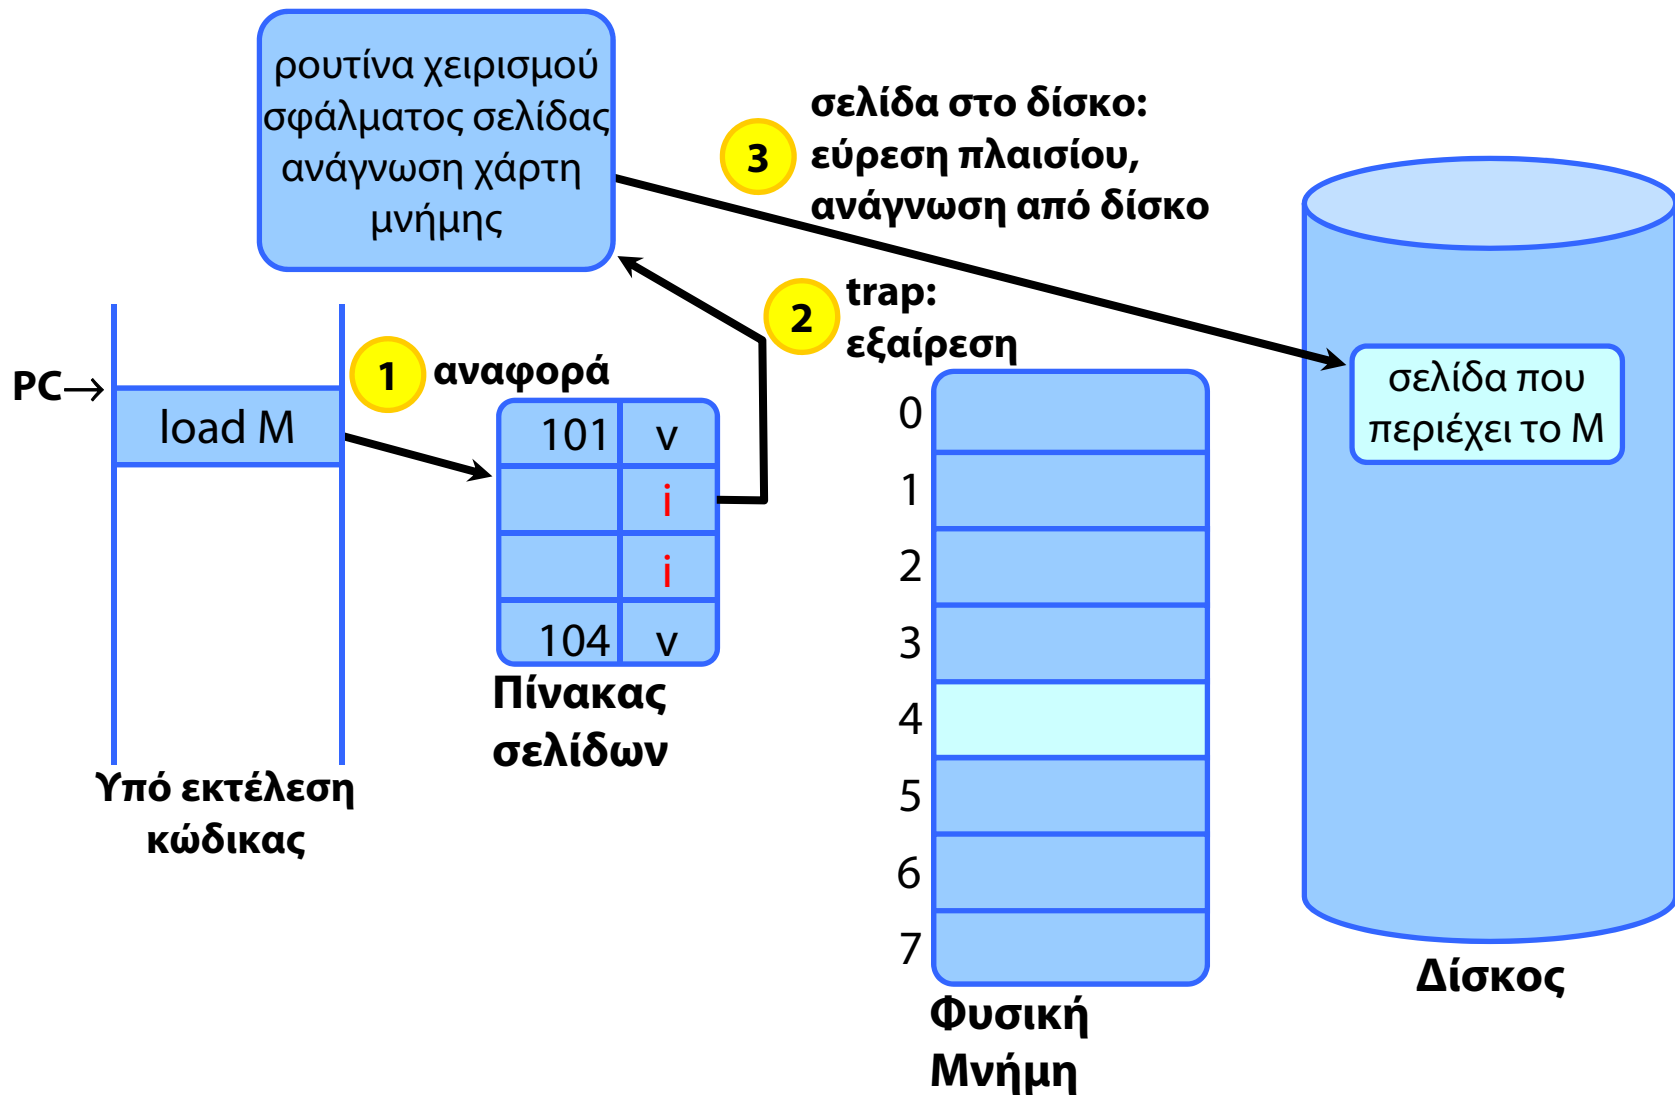 ρουτίνα χειρισμού
σφάλματος σελίδας
ανάγνωση χάρτη
μνήμης
3
σελίδα στο δίσκο:
εύρεση πλαισίου,
ανάγνωση από δίσκο
2
trap:
εξαίρεση
1
αναφορά
PC→
load M
101 v
i
i
104 v
Πίνακας
σελίδων
Υπό εκτέλεση
κώδικας
0
1
2
3
4
5
6
7
Φυσική
Μνήμη
σελίδα που
περιέχει το M
Δίσκος